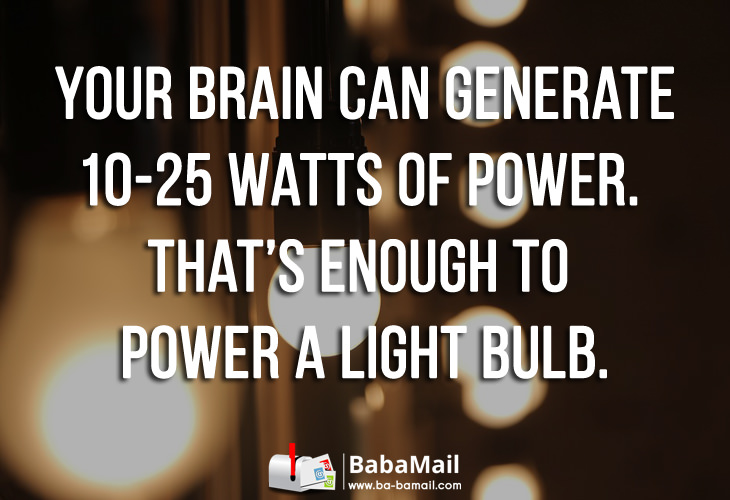 YOUR BRAIN CAN GENERATE
10-25 WATTS OF POWER.
THAT'S ENOUGH TO
POWER A LIGHT BULB.
BabaMail
www.ba-bamail.com